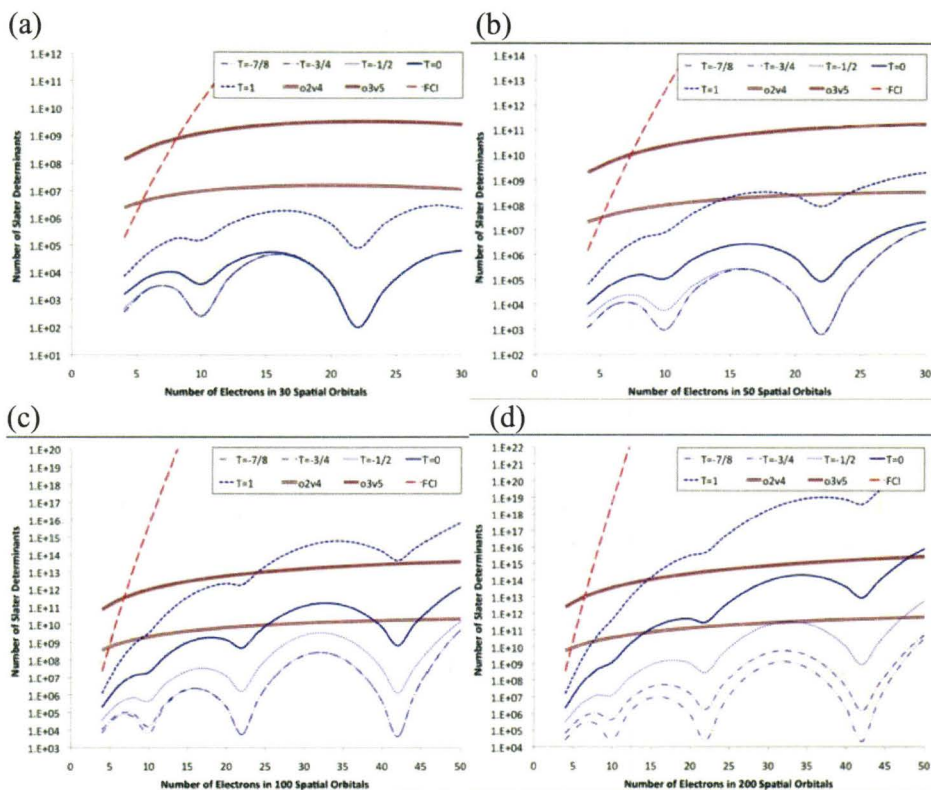 (a)
1.E+12
1.E+11
1.E+10
1.E+09
1.E+08
1.E+07
1.E+06
1.E+05
1.E+04
1.E+03
1.E+02
1.E+01
Number of Slater Determinants
T=-7/8 T=-3/4 T=-1/2 T=0
T=1 o2v4 o3v5 FCI
0 5 10 15 20 25 30
Number of Electrons in 30 Spatial Orbitals
(b)
1.E+14
1.E+13
1.E+12
1.E+11
1.E+10
1.E+09
1.E+08
1.E+07
1.E+06
1.E+05
1.E+04
1.E+03
1.E+02
Number of Slater Determinants
T=-7/8 T=-3/4 T=-1/2 T=0
T=1 o2v4 o3v5 FCI
0 5 10 15 20 25 30
Number of Electrons in 50 Spatial Orbitals
(c)
1.E+20
1.E+19
1.E+18
1.E+17
1.E+16
1.E+15
1.E+14
1.E+13
1.E+12
1.E+11
1.E+10
1.E+09
1.E+08
1.E+07
1.E+06
1.E+05
1.E+04
1.E+03
Number of Slater Determinants
T=-7/8 T=-3/4 T=-1/2 T=0
T=1 o2v4 o3v5 FCI
0 5 10 15 20 25 30 35 40 45 50
Number of Electrons in 100 Spatial Orbitals
(d)
1.E+22
1.E+21
1.E+20
1.E+19
1.E+18
1.E+17
1.E+16
1.E+15
1.E+14
1.E+13
1.E+12
1.E+11
1.E+10
1.E+09
1.E+08
1.E+07
1.E+06
1.E+05
1.E+04
Number of Slater Determinants
T=-7/8 T=-3/4 T=-1/2 T=0
T=1 o2v4 o3v5 FCI
0 5 10 15 20 25 30 35 40 45 50
Number of Electrons in 200 Spatial Orbitals